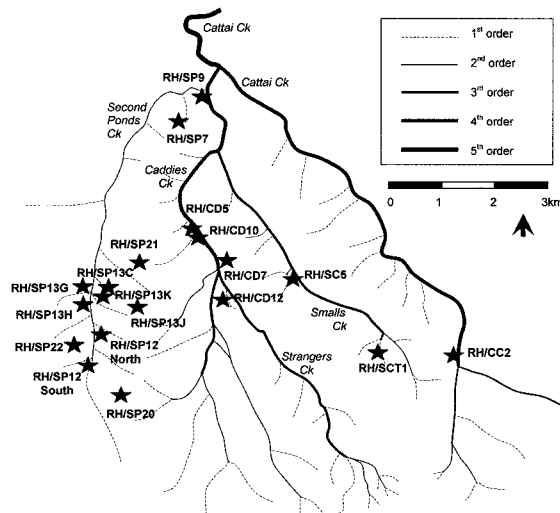 Cattai Ck
1st order
2nd order
3rd order
4th order
5th order
RH/SP9
Cattai Ck
Second
Ponds
Ck
RH/SP7
Caddies
Ck
0 1 2 3km
RH/CD5
RH/CD10
RH/SP21
RH/SP13C
RH/CD7
RH/SC5
RH/SP13G
RH/SP13K
RH/CD12
RH/SP13H
RH/SP13J
Smalls
Ck
RH/SP12
North
RH/SP22
Strangers
Ck
RH/SCT1
RH/CC2
RH/SP12
South
RH/SP20